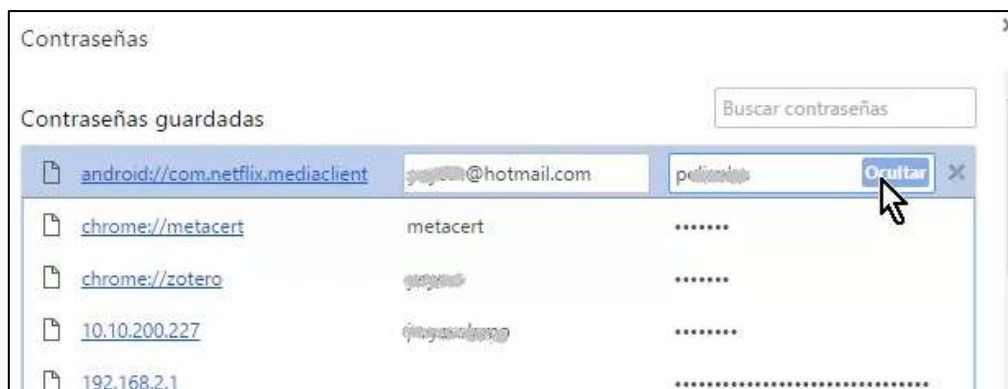 Contraseñas
Contraseñas guardadas
Buscar contraseñas
android://com.netflix.mediaclient @hotmail.com Ocultar
chrome://metacert metacert •••••••
chrome://zotero •••••••
10.10.200.227 ••••••••
192.168.2.1 ••••••••••••••••••••••••••••••••